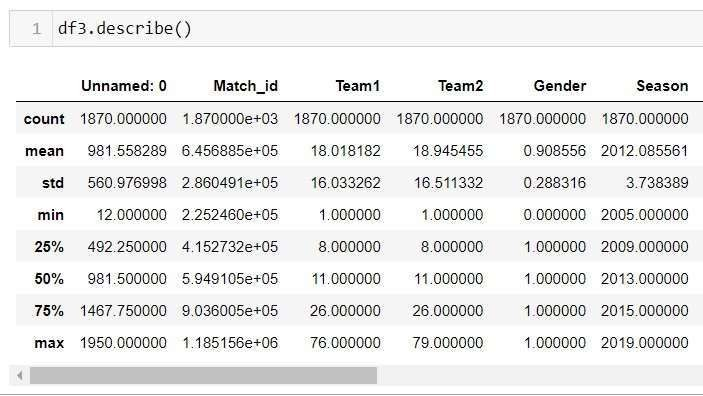 1 df3.describe()
Unnamed: 0 Match_id Team1 Team2 Gender Season
count 1870.000000 1.870000e+03 1870.000000 1870.000000 1870.000000 1870.000000
mean 981.558289 6.456885e+05 18.018182 18.945455 0.908556 2012.085561
std 560.976998 2.860491e+05 16.033262 16.511332 0.288316 3.738389
min 12.000000 2.252460e+05 1.000000 1.000000 0.000000 2005.000000
25% 492.250000 4.152732e+05 8.000000 8.000000 1.000000 2009.000000
50% 981.500000 5.949105e+05 11.000000 11.000000 1.000000 2013.000000
75% 1467.750000 9.036005e+05 26.000000 26.000000 1.000000 2015.000000
max 1950.000000 1.185156e+06 76.000000 79.000000 1.000000 2019.000000